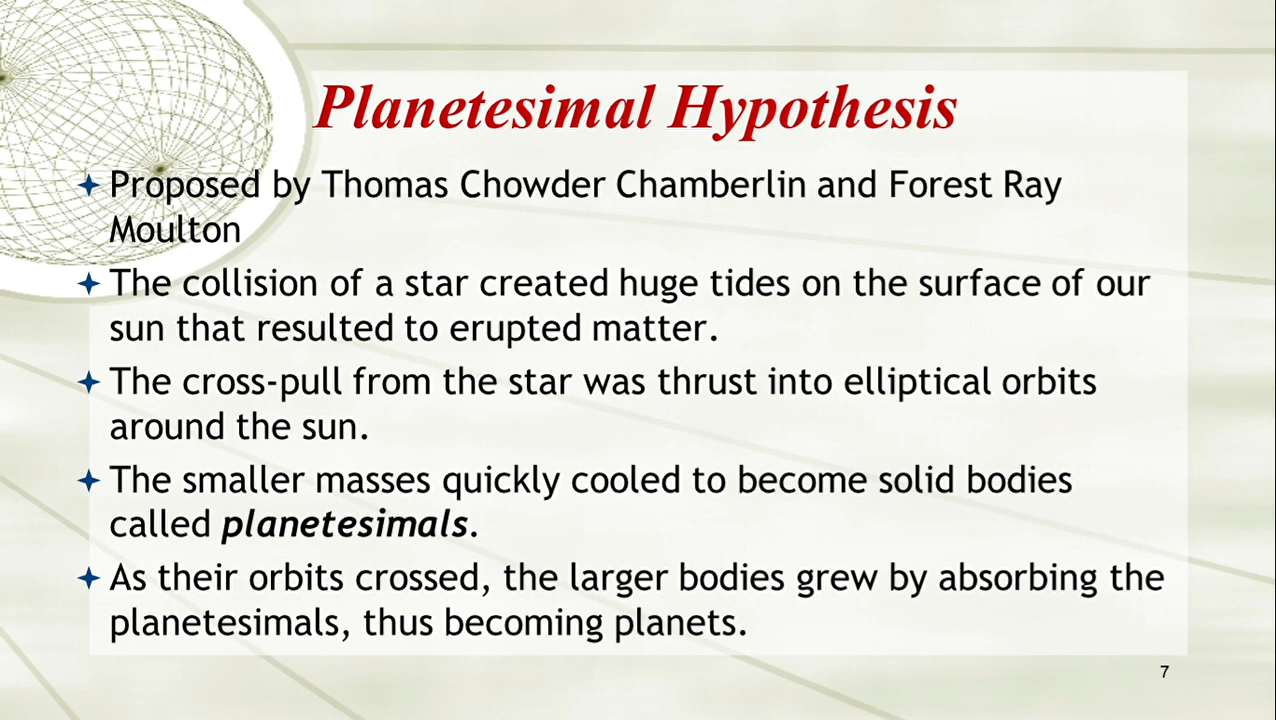 Planetesimal Hypothesis
Proposed by Thomas Chowder Chamberlin and Forest Ray
Moulton
The collision of a star created huge tides on the surface of our
sun that resulted to erupted matter.
The cross-pull from the star was thrust into elliptical orbits
around the sun.
The smaller masses quickly cooled to become solid bodies
called planetesimals.
As their orbits crossed, the larger bodies grew by absorbing the
planetesimals, thus becoming planets.
7